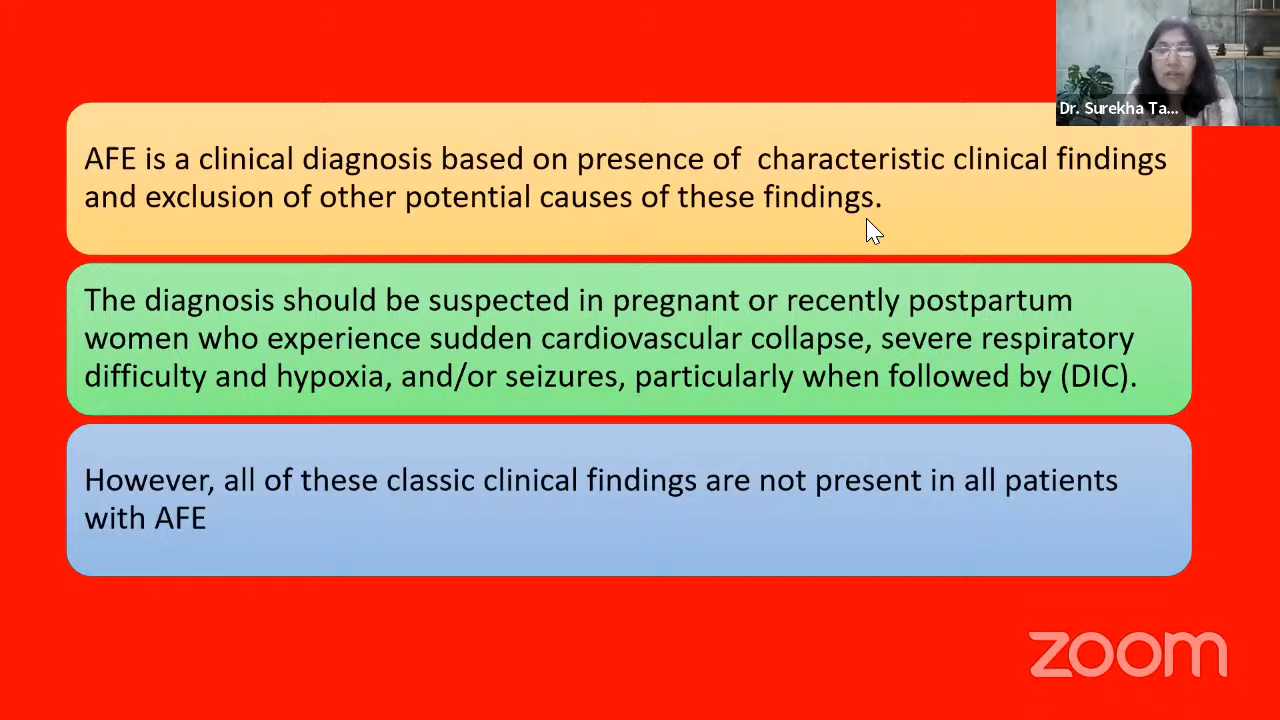 Dr. Surekha Ta...
AFE is a clinical diagnosis based on presence of  characteristic clinical findings
and exclusion of other potential causes of these findings.
The diagnosis should be suspected in pregnant or recently postpartum
women who experience sudden cardiovascular collapse, severe respiratory
difficulty and hypoxia, and/or seizures, particularly when followed by (DIC).
However, all of these classic clinical findings are not present in all patients
with AFE
zoom